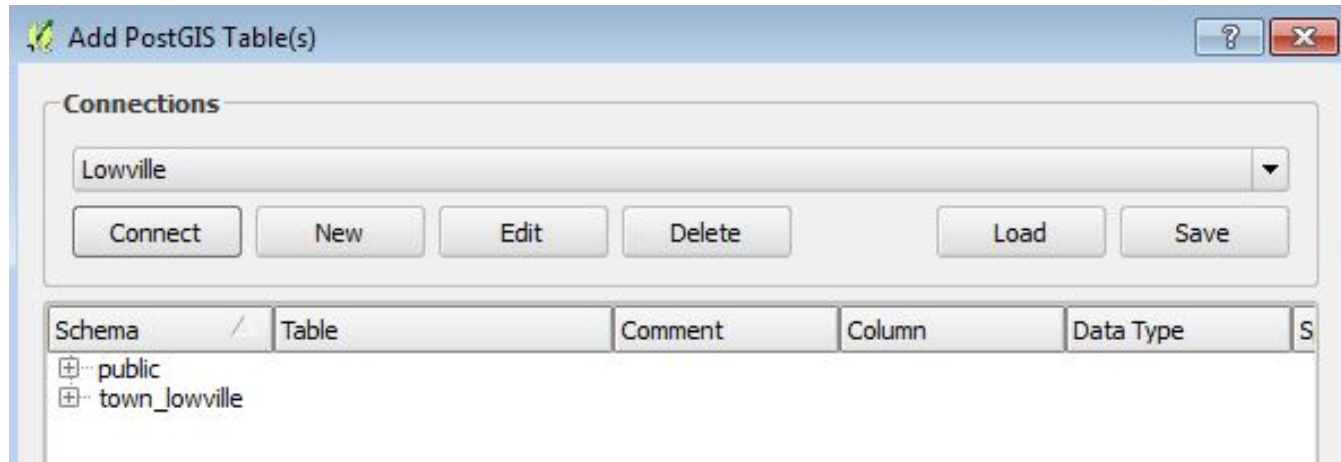 Add PostGIS Table(s)
Connections
Lowville
Connect New Edit Delete Load Save
Schema Table Comment Column Data Type S
public
town_lowville